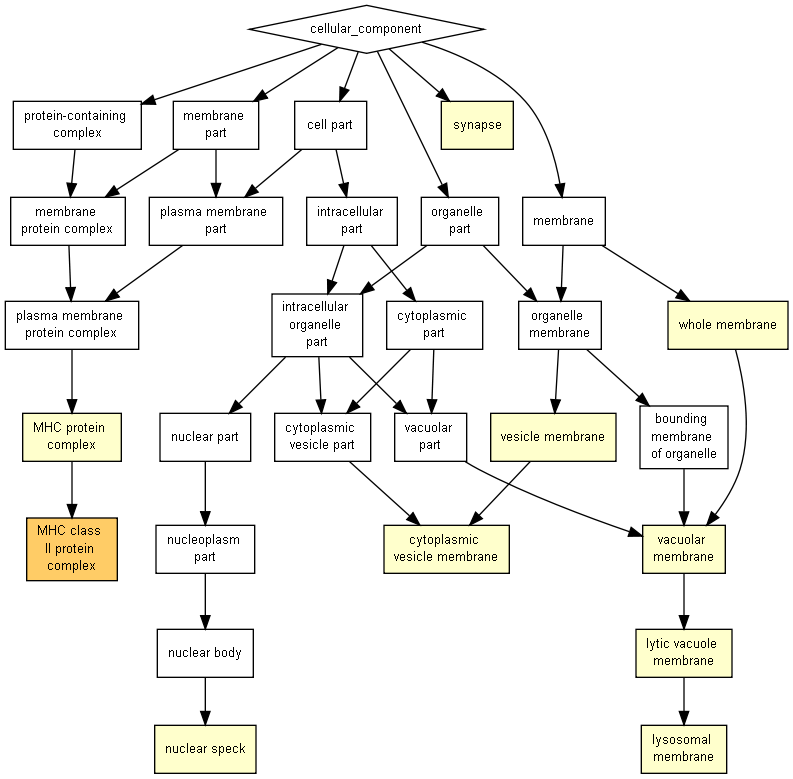 cellular_component
protein-containing
complex
membrane
part
cell part
synapse
membrane
protein complex
plasma membrane
part
intracellular
part
organelle
part
membrane
plasma membrane
protein complex
intracellular
organelle
part
cytoplasmic
part
organelle
membrane
whole membrane
MHC protein
complex
nuclear part
cytoplasmic
vesicle part
vacuolar
part
vesicle membrane
bounding
membrane
of organelle
MHC class
II protein
complex
nucleoplasm
part
cytoplasmic
vesicle membrane
vacuolar
membrane
nuclear body
lytic vacuole
membrane
nuclear speck
lysosomal
membrane